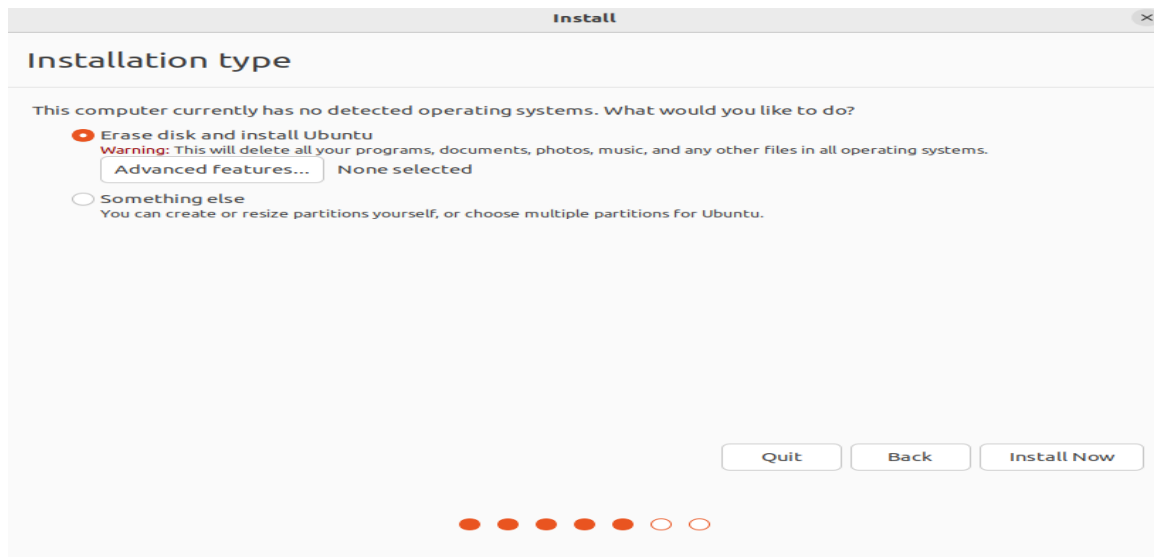 Install
Installation type
This computer currently has no detected operating systems. What would you like to do?
Erase disk and install Ubuntu
Warning: This will delete all your programs, documents, photos, music, and any other files in all operating systems.
Advanced features... None selected
Something else
You can create or resize partitions yourself, or choose multiple partitions for Ubuntu.
Quit Back Install Now